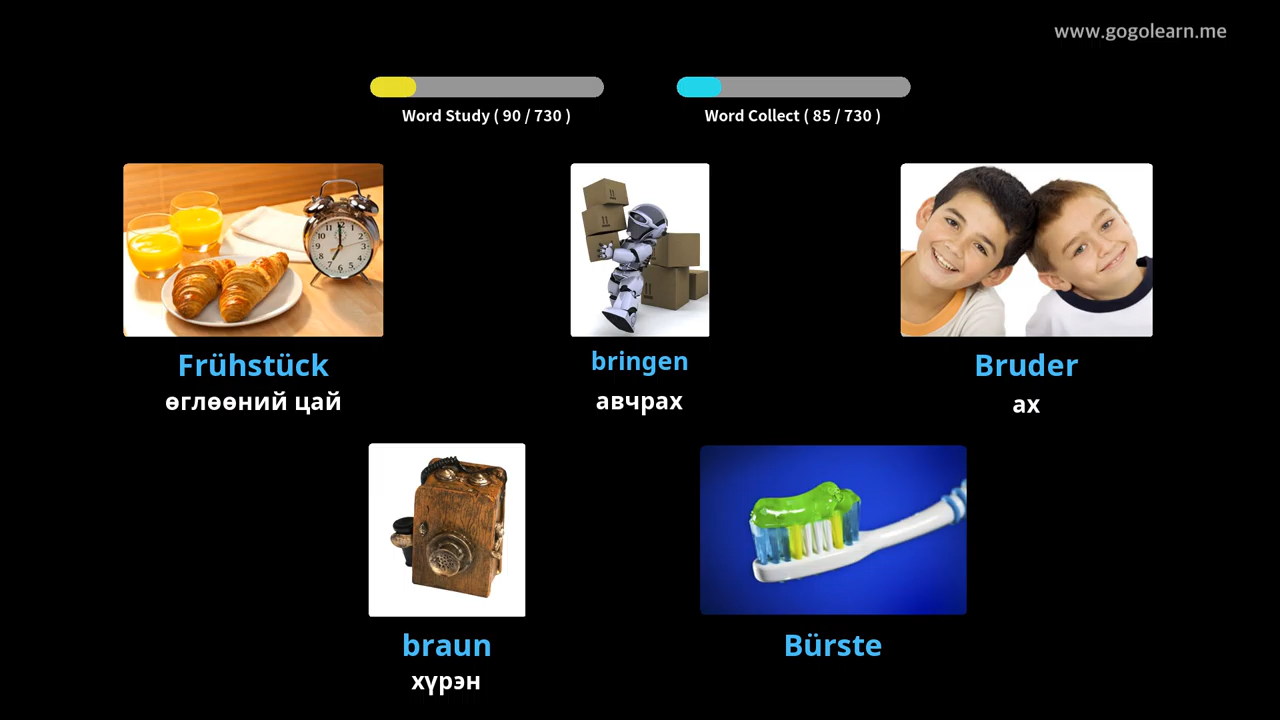 www.gogolearn.me
Word Study ( 90 / 730 )
Word Collect ( 85 / 730 )
Frühstück
өглөөний цай
bringen
авчрах
Bruder
ах
braun
хүрэн
Bürste